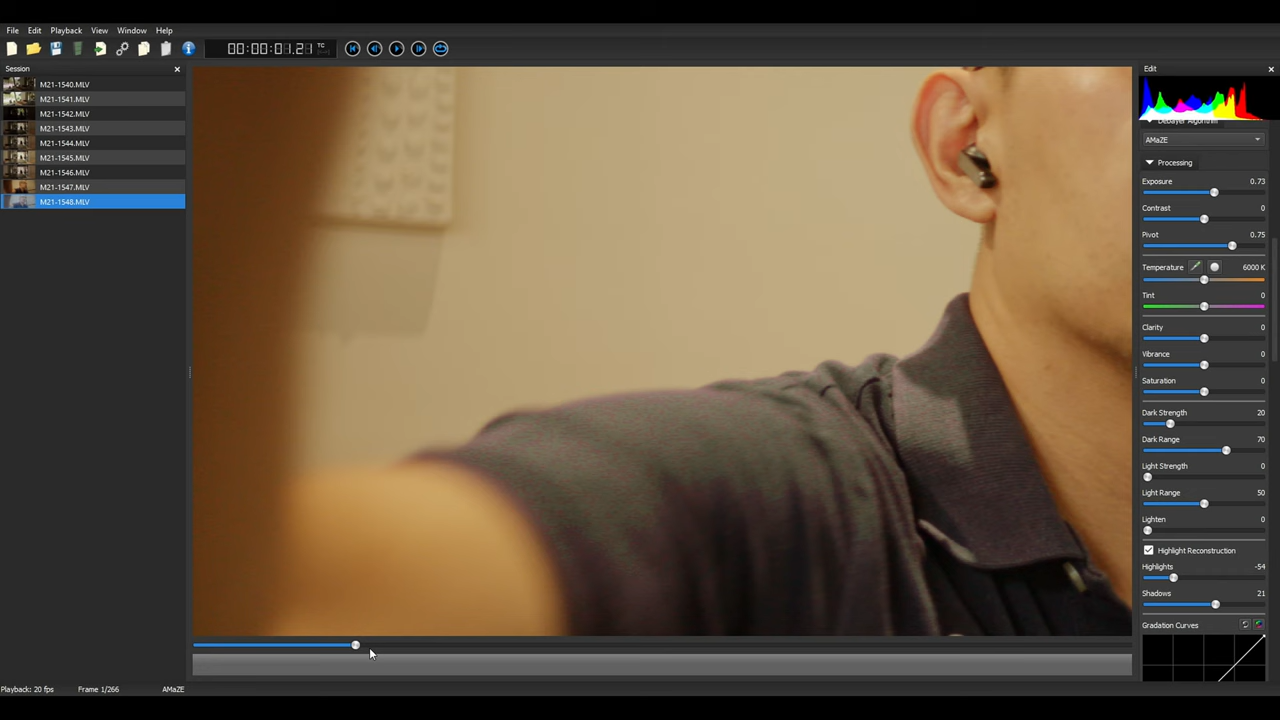 File Edit Playback View Window Help
00:00:01.21 TC
Session
M21-1540.MLV
M21-1541.MLV
M21-1542.MLV
M21-1543.MLV
M21-1544.MLV
M21-1545.MLV
M21-1546.MLV
M21-1547.MLV
M21-1548.MLV
Edit
Debayer Algorithm
AMaZE
Processing
Exposure 0.73
Contrast 0
Pivot 0.75
Temperature 6000 K
Tint 0
Clarity 0
Vibrance 0
Saturation 0
Dark Strength 20
Dark Range 70
Light Strength 0
Light Range 50
Lighten 0
Highlight Reconstruction
Highlights -54
Shadows 21
Gradation Curves
Playback: 20 fps Frame 1/266 AMaZE